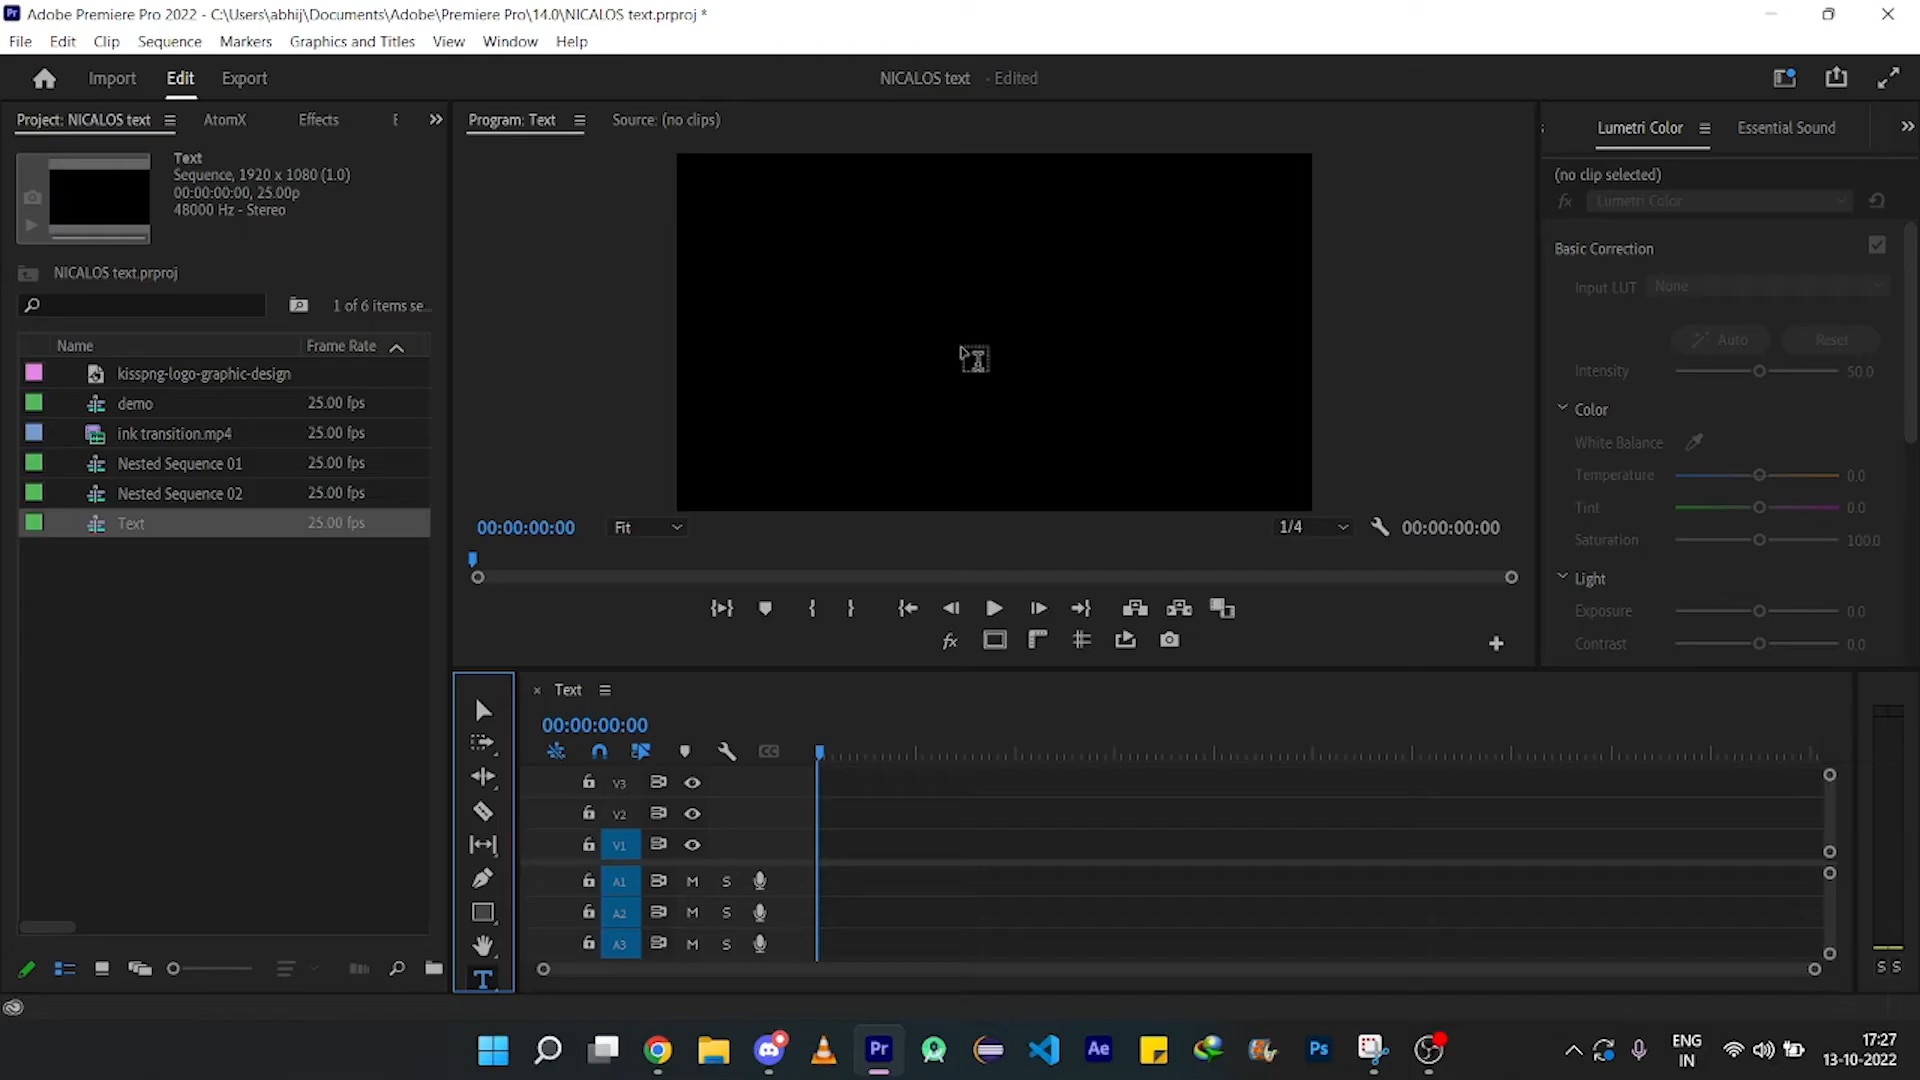 Adobe Premiere Pro 2022 - C:\Users\abhij\Documents\Adobe\Premiere Pro\14.0\NICALOS text.prproj *
File Edit Clip Sequence Markers Graphics and Titles View Window Help
Import Edit Export
NICALOS text - Edited
Project: NICALOS text AtomX Effects E
Program: Text Source: (no clips)
Lumetri Color Essential Sound
Text
Sequence, 1920 x 1080 (1.0)
00:00:00:00, 25.00p
48000 Hz - Stereo
(no clip selected)
fx Lumetri Color
NICALOS text.prproj
Basic Correction
Input LUT None
1 of 6 items se...
Auto Reset
Name Frame Rate
Intensity 50.0
kisspng-logo-graphic-design
demo 25.00 fps
Color
ink transition.mp4 25.00 fps
White Balance
Nested Sequence 01 25.00 fps
Temperature 0.0
Nested Sequence 02 25.00 fps
Tint 0.0
Text 25.00 fps
Saturation 100.0
00:00:00:00 Fit 1/4 00:00:00:00
Light
Exposure 0.0
Contrast 0.0
fx
Text
00:00:00:00
CC
V3
V2
V1
A1 M S
A2 M S
A3 M S
S S
Pr Ae Ps
ENG
IN
17:27
13-10-2022